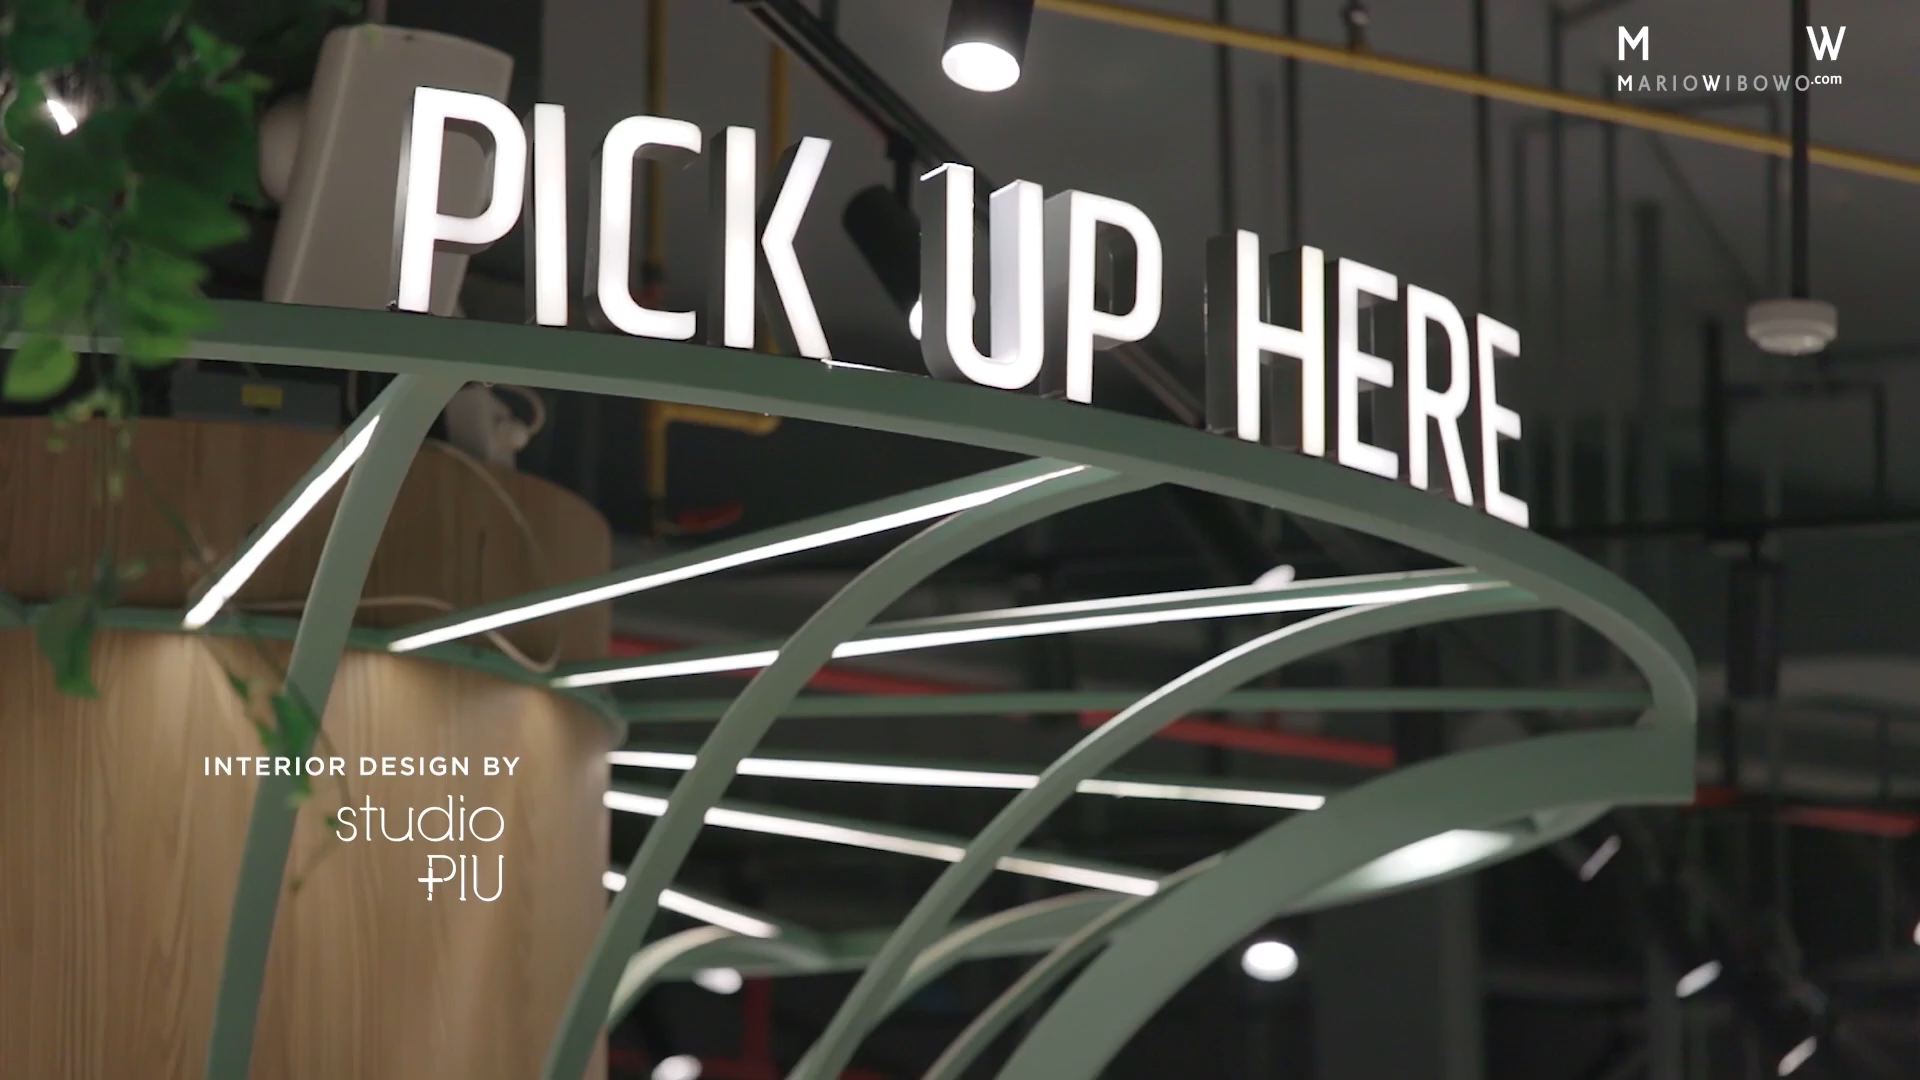 M W
MARIOWIBOWO.com
PICK UP HERE
INTERIOR DESIGN BY
studio
PIU